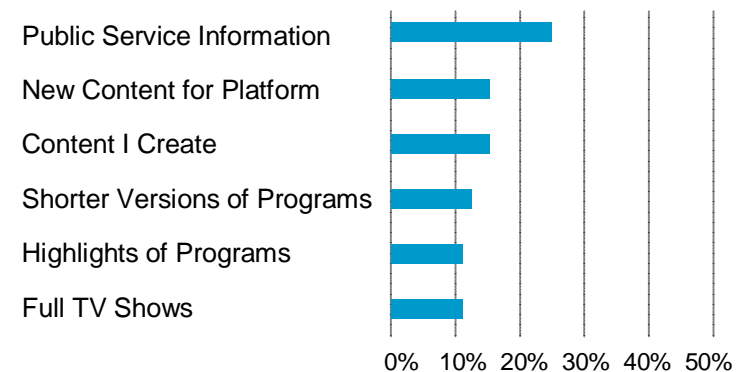 Public Service Information
New Content for Platform
Content I Create
Shorter Versions of Programs
Highlights of Programs
Full TV Shows
0% 10% 20% 30% 40% 50%